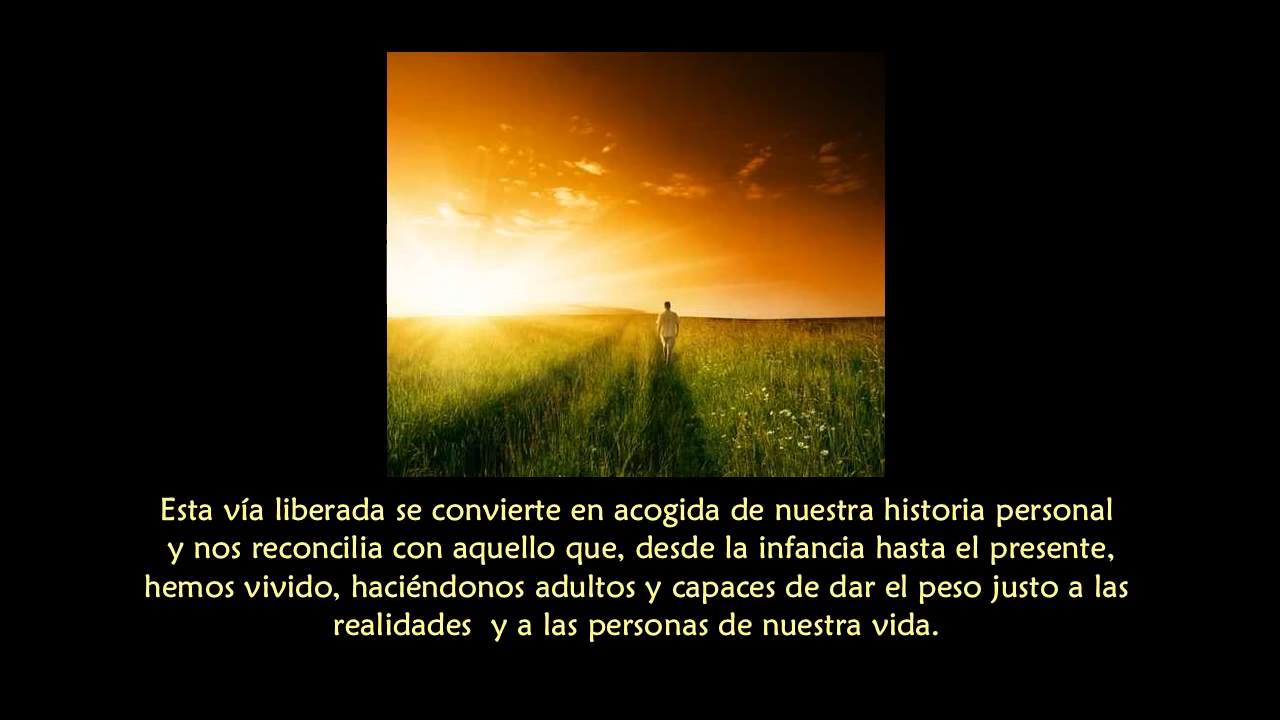 Esta vía liberada se convierte en acogida de nuestra historia personal
y nos reconcilia con aquello que, desde la infancia hasta el presente,
hemos vivido, haciéndonos adultos y capaces de dar el peso justo a las
realidades  y a las personas de nuestra vida.